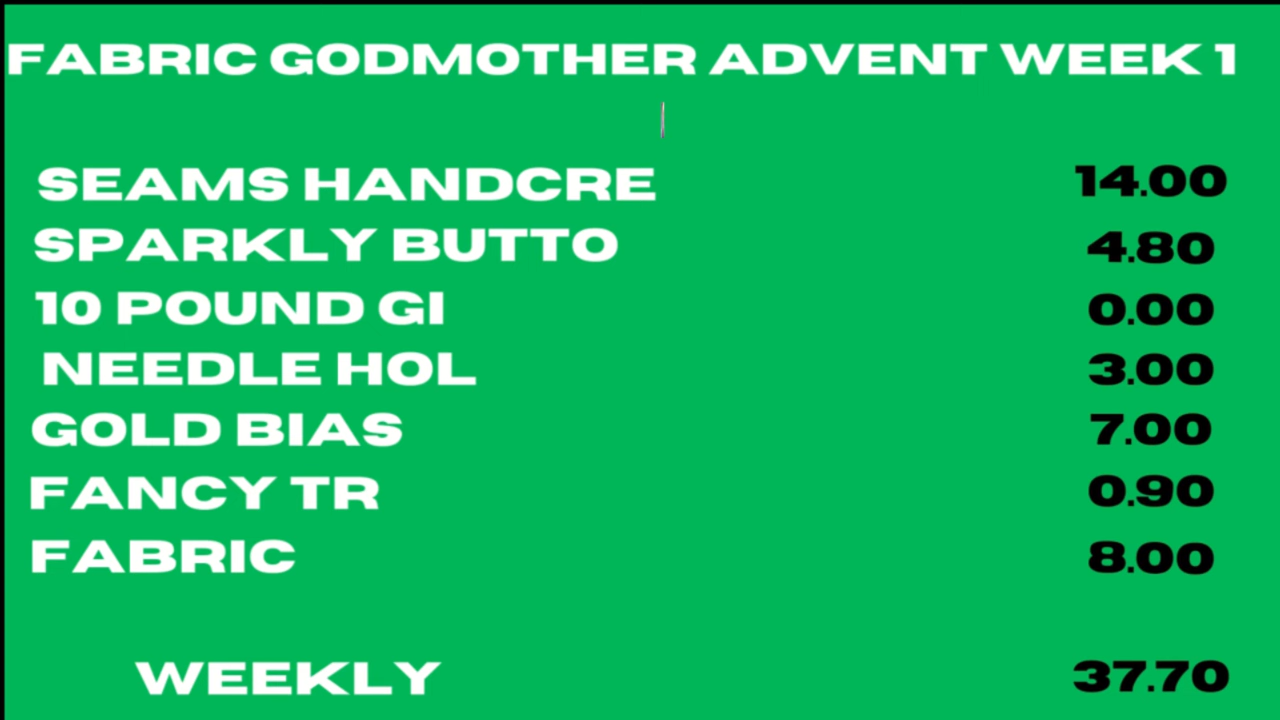 FABRIC GODMOTHER ADVENT WEEK 1
SEAMS HANDCRE 14.00
SPARKLY BUTTO 4.80
10 POUND GI 0.00
NEEDLE HOL 3.00
GOLD BIAS 7.00
FANCY TR 0.90
FABRIC 8.00
WEEKLY 37.70